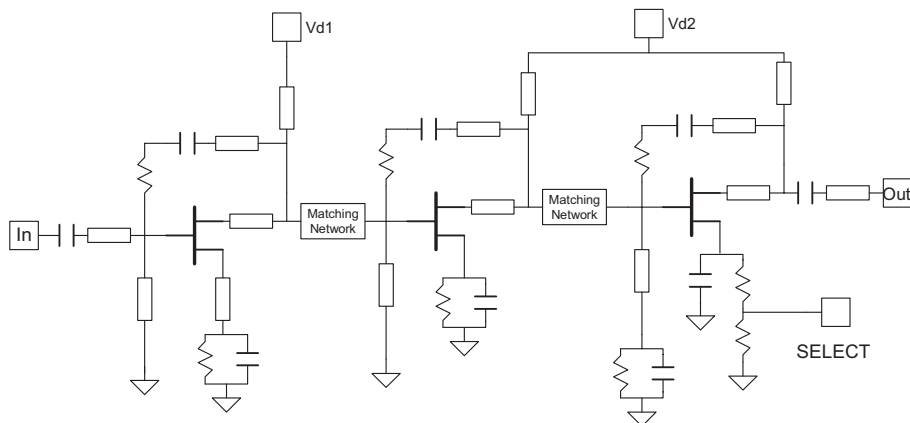 Vd1
Vd2
In
Matching
Network
Matching
Network
Out
SELECT